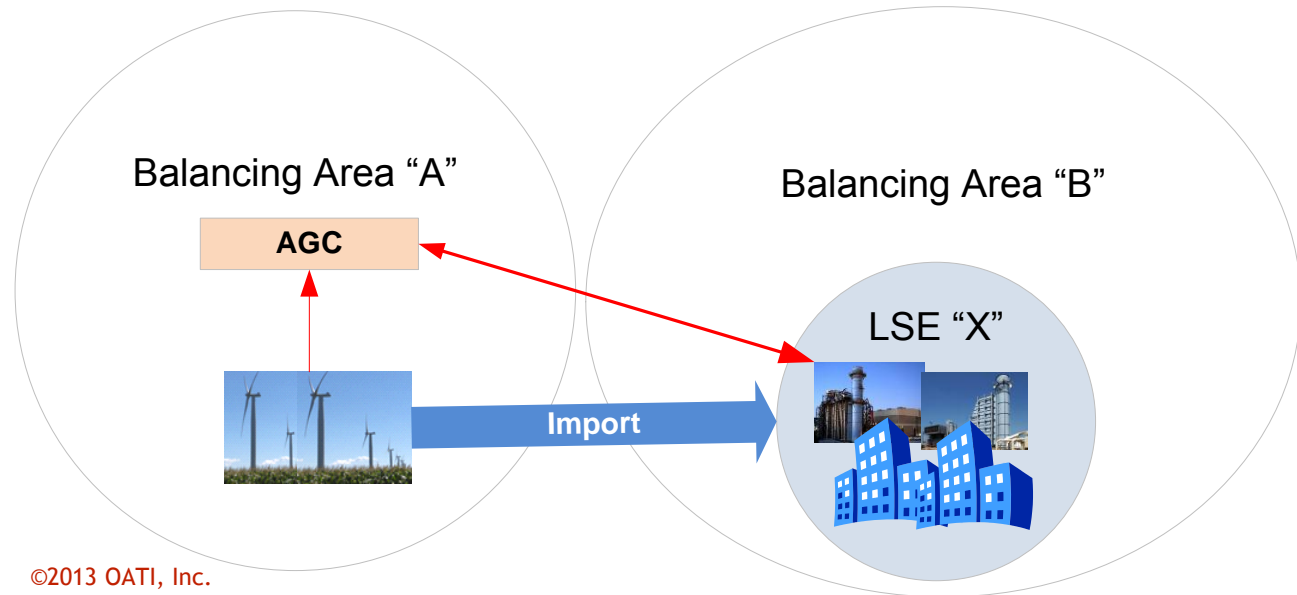 Balancing Area “A”
Balancing Area “B”
AGC
LSE “X”
Import
©2013 OATI, Inc.